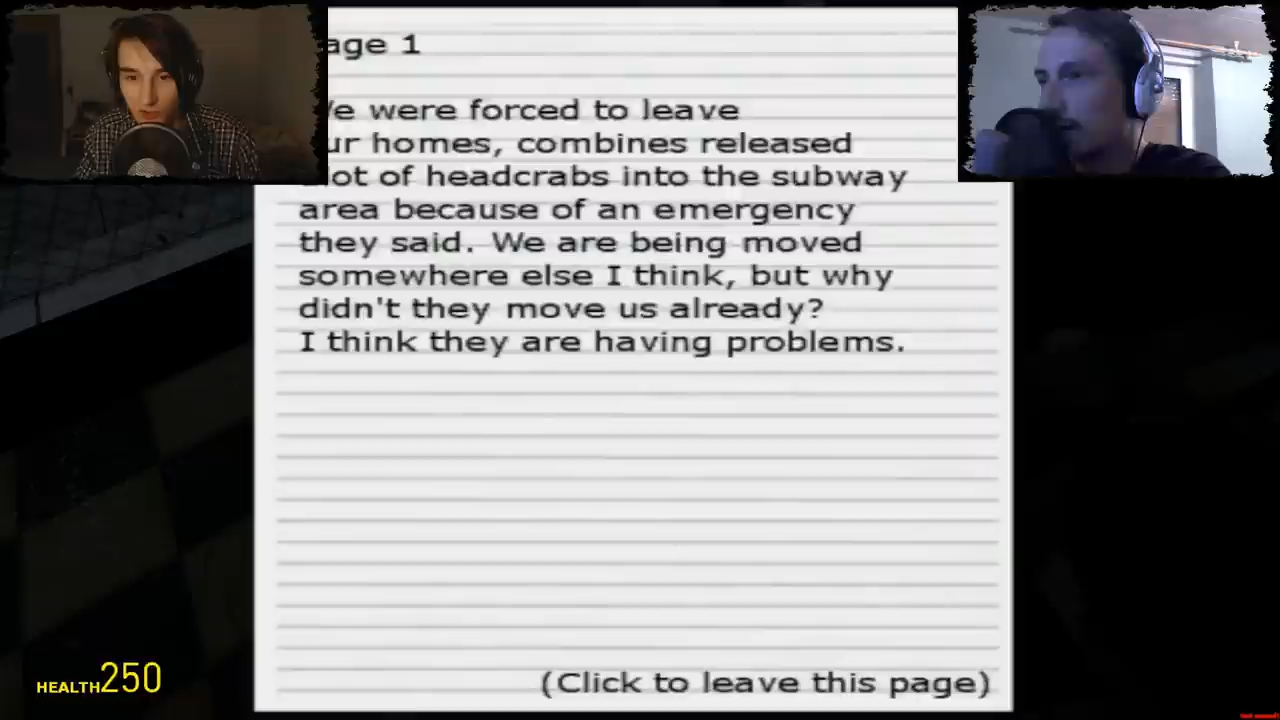 age 1
We were forced to leave
ur homes, combines released
lot of headcrabs into the subway
area because of an emergency
they said. We are being moved
somewhere else I think, but why
didn't they move us already?
I think they are having problems.
(Click to leave this page)
HEALTH 250